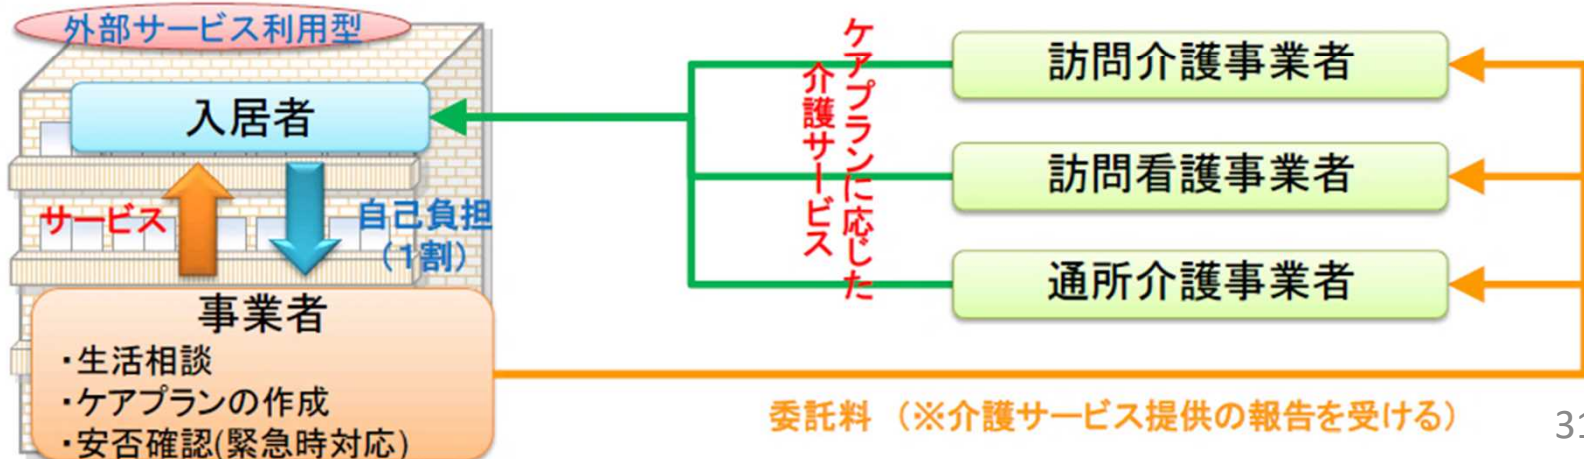 外部サービス利用型
入居者
サービス
自己負担
（1割）
事業者
・生活相談
・ケアプランの作成
・安否確認(緊急時対応)
ケアプランに応じた
介護サービス
訪問介護事業者
訪問看護事業者
通所介護事業者
委託料（※介護サービス提供の報告を受ける）
31